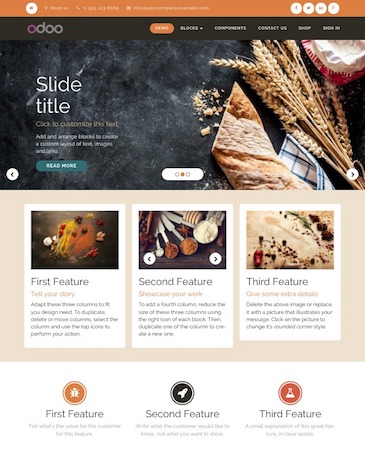 Meet us +1 555 123 8069 info@yourcompany.example.com
odoo DEMO BLOCKS COMPONENTS CONTACT US SHOP SIGN IN
Slide
title
Click to customize this text
Add and arrange blocks to create
a custom layout of text, images
and links.
READ MORE
First Feature
Tell your story
Adapt these three columns to fit
you design need. To duplicate,
delete or move columns, select the
column and use the top icons to
perform your action.
Second Feature
Showcase your work
To add a fourth column, reduce the
size of these three columns using
the right icon of each block. Then,
duplicate one of the column to cre-
ate a new one.
Third Feature
Give some extra details
Delete the above image or replace
it with a picture that illustrates your
message. Click on the picture to
change it's rounded corner style.
First Feature
Tell what's the value for the customer
for this feature.
Second Feature
Write what the customer would like to
know, not what you want to show.
Third Feature
A small explanation of this great fea-
ture, in clear words.